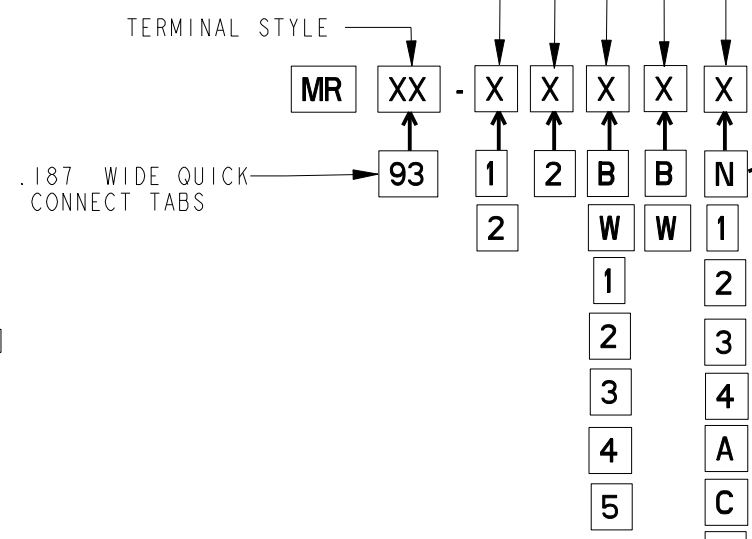 TERMINAL STYLE
MR XX - X X X X X
.187 WIDE QUICK CONNECT TABS
93 1 2 B B N
2 W W 1
1 2
2 3
3 4
4 A
5 C